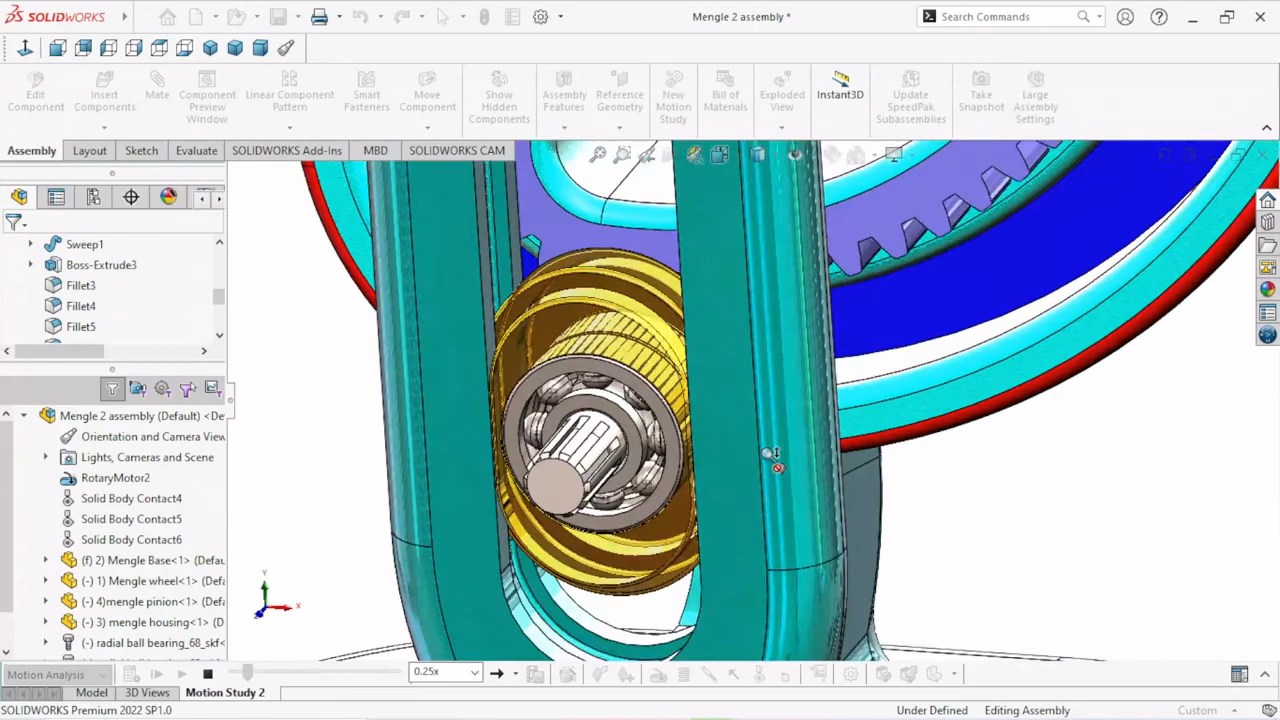 SOLIDWORKS
Mengle 2 assembly *
Search Commands
Edit Component
Insert Components
Mate
Component Preview Window
Linear Component Pattern
Smart Fasteners
Move Component
Show Hidden Components
Assembly Features
Reference Geometry
New Motion Study
Bill of Materials
Exploded View
Instant3D
Update SpeedPak Subassemblies
Take Snapshot
Large Assembly Settings
Assembly
Layout
Sketch
Evaluate
SOLIDWORKS Add-Ins
MBD
SOLIDWORKS CAM
Sweep1
Boss-Extrude3
Fillet3
Fillet4
Fillet5
Mengle 2 assembly (Default) <De
Orientation and Camera View
Lights, Cameras and Scene
RotaryMotor2
Solid Body Contact4
Solid Body Contact5
Solid Body Contact6
(f) 2) Mengle Base<1> (Defau
(-) 1) Mengle wheel<1> (Def
(-) 4)mengle pinion<1> (Def
(-) 3) mengle housing<1> (D
(-) radial ball bearing_68_skf<
Y
X
Z
Motion Analysis
0.25x
Model
3D Views
Motion Study 2
SOLIDWORKS Premium 2022 SP1.0
Under Defined
Editing Assembly
Custom